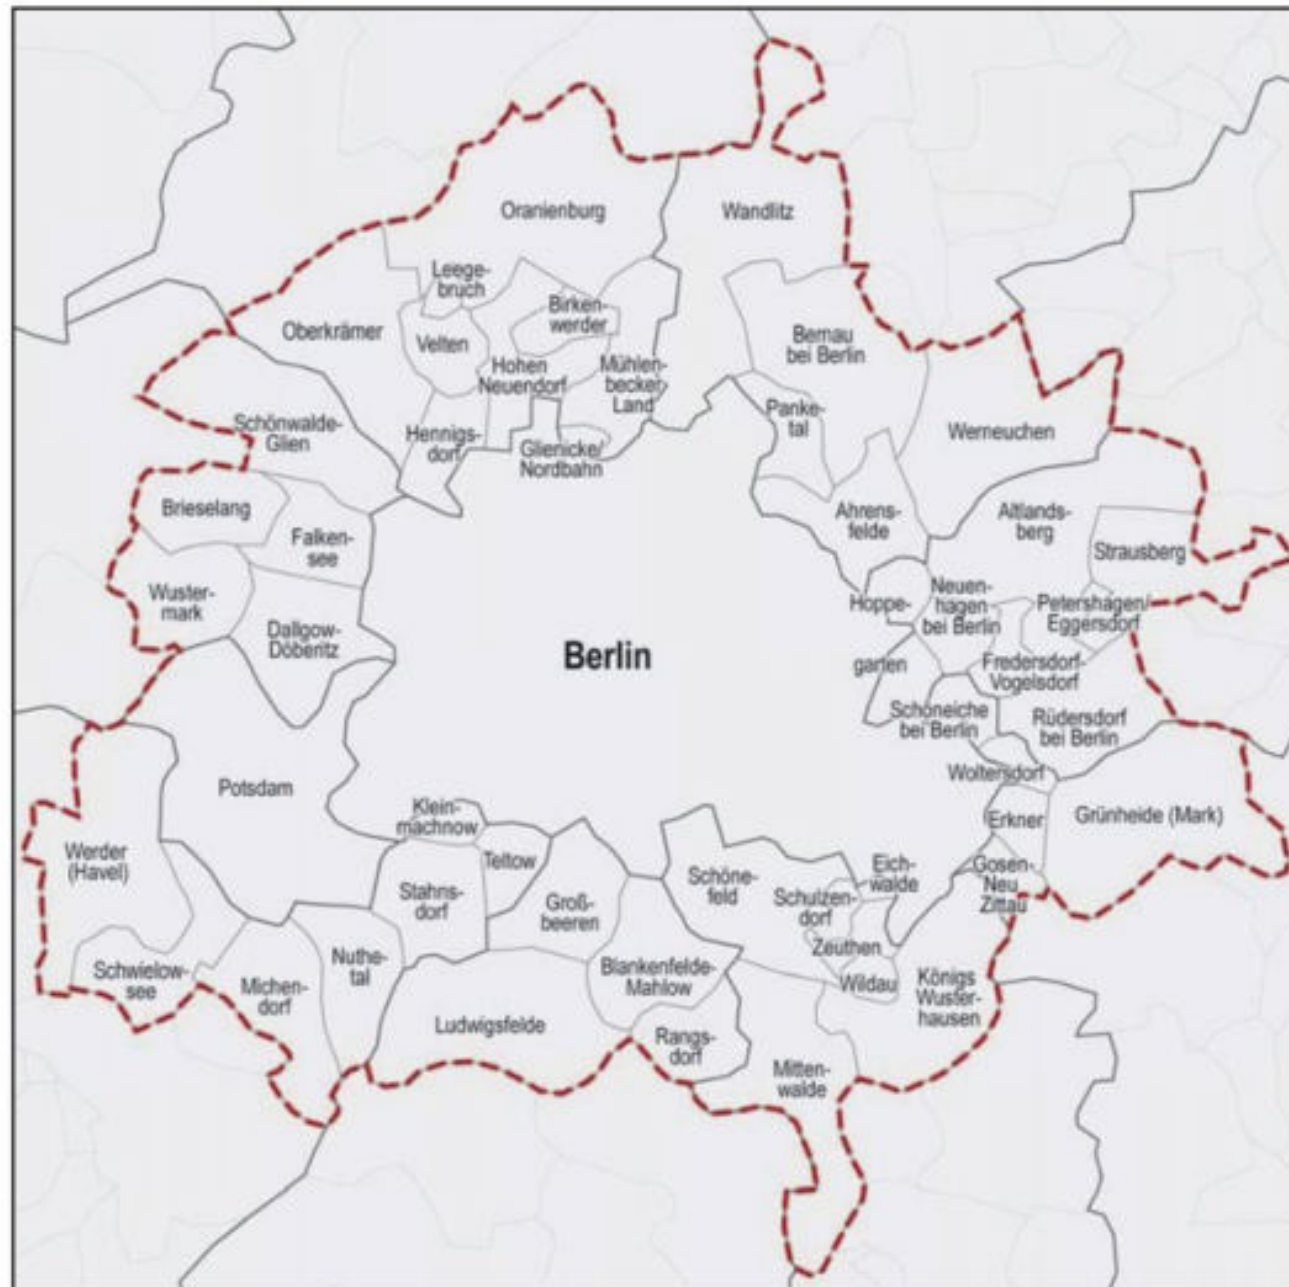 Oranienburg
Wandlitz
Leege-
bruch
Birken-
werder
Oberkrämer
Velten
Bernau
bei Berlin
Hohen
Neuendorf
Mühlen-
becker
Land
Panke-
tal
Schönwalde-
Glien
Hennigs-
dorf
Glienicke/
Nordbahn
Werneuchen
Brieselang
Falken-
see
Ahrens-
felde
Altlands-
berg
Strausberg
Wuster-
mark
Dallgow-
Döberitz
Hoppe-
garten
Neuen-
hagen
bei Berlin
Petershagen/
Eggersdorf
Berlin
Fredersdorf-
Vogelsdorf
Schöneiche
bei Berlin
Rüdersdorf
bei Berlin
Potsdam
Woltersdorf
Klein-
machnow
Erkner
Grünheide (Mark)
Werder
(Havel)
Teltow
Stahns-
dorf
Groß-
beeren
Schöne-
feld
Eich-
walde
Schulzen-
dorf
Gosen-
Neu
Zittau
Zeuthen
Schwielow-
see
Michen-
dorf
Nuthe-
tal
Blankenfelde-
Mahlow
Wildau
Königs
Wuster-
hausen
Ludwigsfelde
Rangs-
dorf
Mitten-
walde